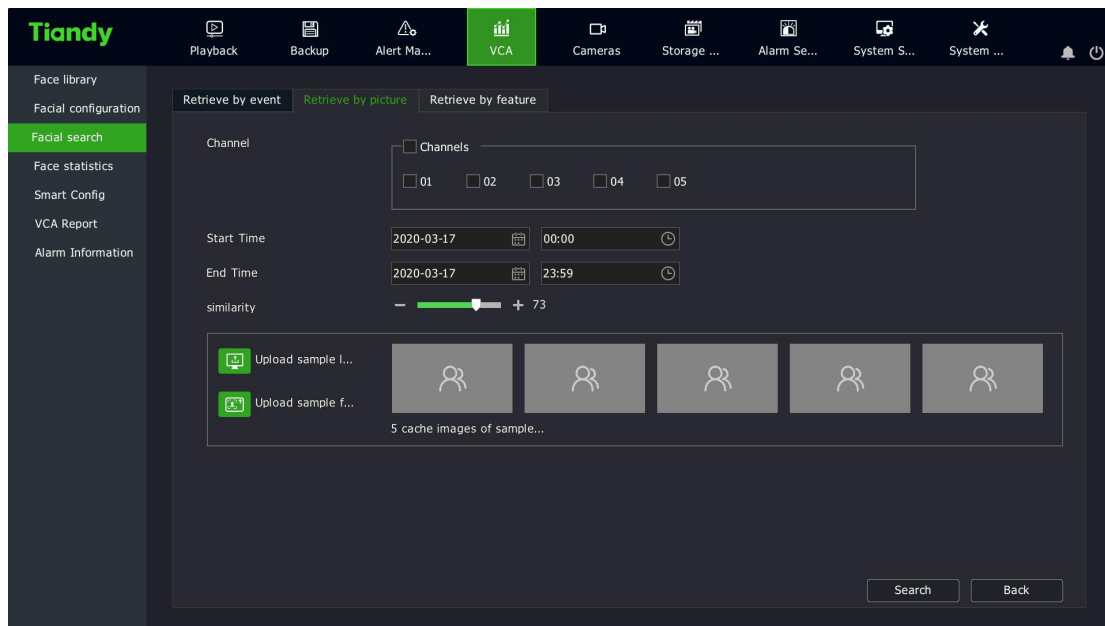 Tiandy
Playback Backup Alert Ma... VCA Cameras Storage ... Alarm Se... System S... System ...
Face library
Facial configuration
Facial search
Face statistics
Smart Config
VCA Report
Alarm Information
Retrieve by event Retrieve by picture Retrieve by feature
Channel
Channels
01 02 03 04 05
Start Time 2020-03-17 00:00
End Time 2020-03-17 23:59
similarity 73
Upload sample l...
Upload sample f...
5 cache images of sample...
Search Back